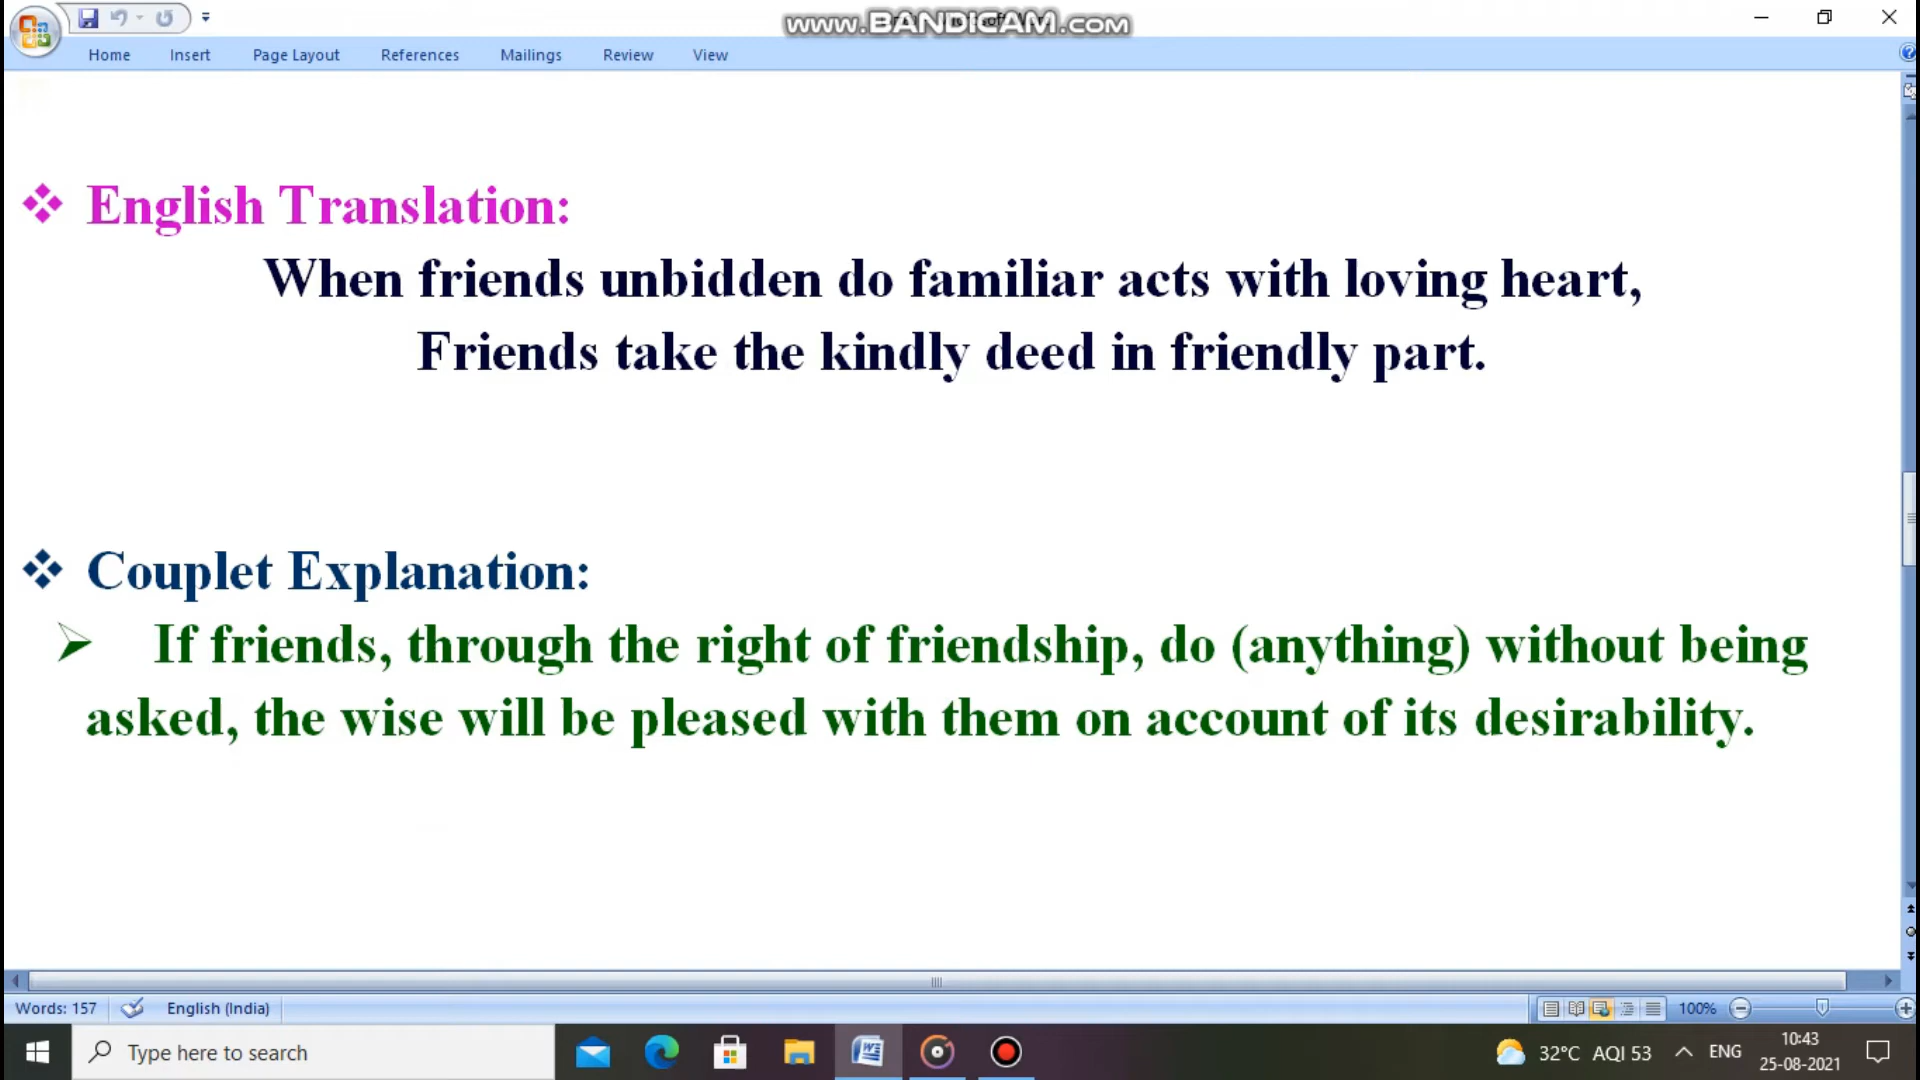 www.BANDICAM.com
Home Insert Page Layout References Mailings Review View
English Translation:
When friends unbidden do familiar acts with loving heart,
Friends take the kindly deed in friendly part.
Couplet Explanation:
If friends, through the right of friendship, do (anything) without being
asked, the wise will be pleased with them on account of its desirability.
Words: 157 English (India) 100%
Type here to search 32°C AQI 53 ENG 10:43
25-08-2021